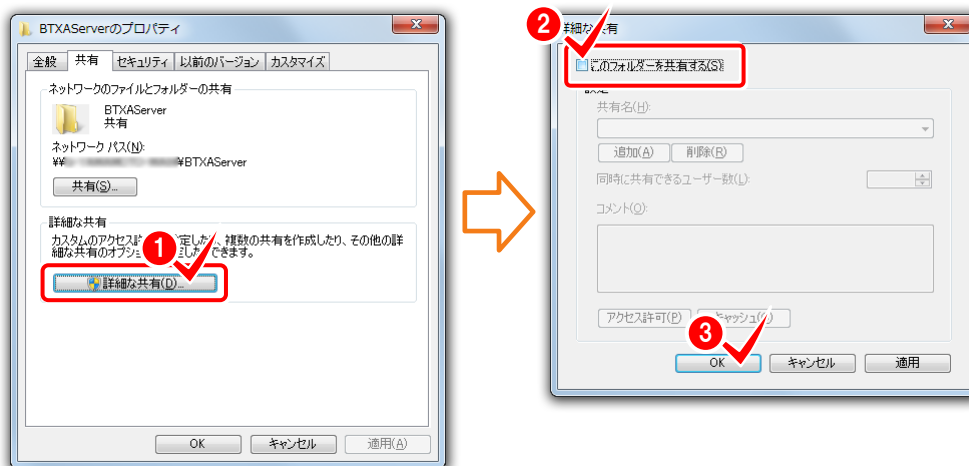 BTXAServerのプロパティ
全般 共有 セキュリティ 以前のバージョン カスタマイズ
ネットワークのファイルとフォルダーの共有
BTXAServer
共有
ネットワーク パス(N):
¥¥ ¥BTXAServer
共有(S)...
詳細な共有
カスタムのアクセス 定した 、複数の共有を作成したり、その他の詳
細な共有のオプシ できます。
1
詳細な共有(D)...
OK キャンセル 適用(A)
2
詳細な共有
このフォルダーを共有する(S)
設定
共有名(H):
追加(A) 削除(R)
同時に共有できるユーザー数(L):
コメント(O):
アクセス許可(P) キャッシュ
3
OK キャンセル 適用